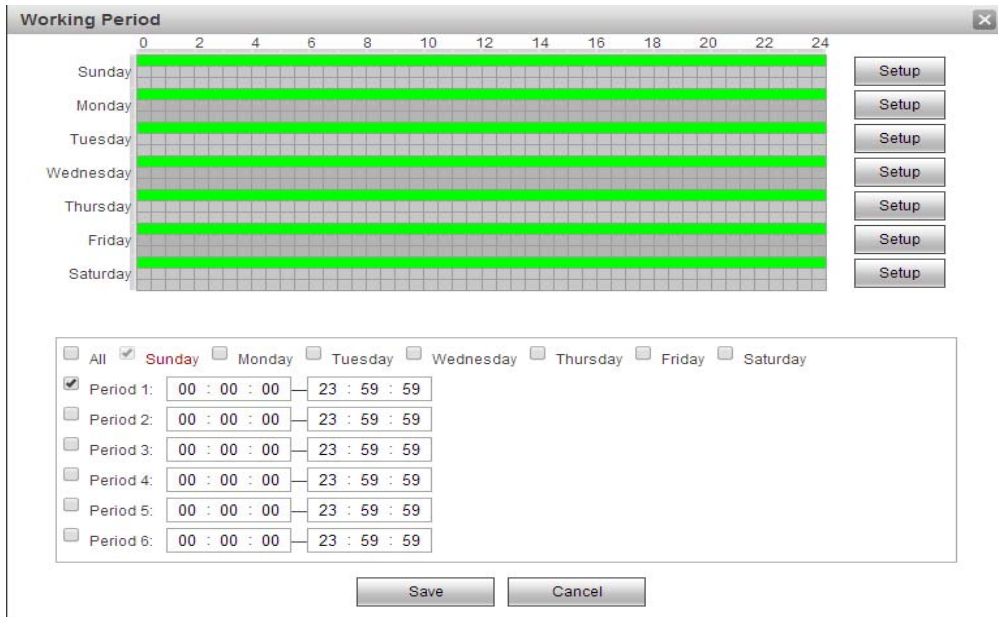 Working Period
0 2 4 6 8 10 12 14 16 18 20 22 24
Sunday Setup
Monday Setup
Tuesday Setup
Wednesday Setup
Thursday Setup
Friday Setup
Saturday Setup
All Sunday Monday Tuesday Wednesday Thursday Friday Saturday
Period 1: 00 : 00 : 00 — 23 : 59 : 59
Period 2: 00 : 00 : 00 — 23 : 59 : 59
Period 3: 00 : 00 : 00 — 23 : 59 : 59
Period 4: 00 : 00 : 00 — 23 : 59 : 59
Period 5: 00 : 00 : 00 — 23 : 59 : 59
Period 6: 00 : 00 : 00 — 23 : 59 : 59
Save Cancel